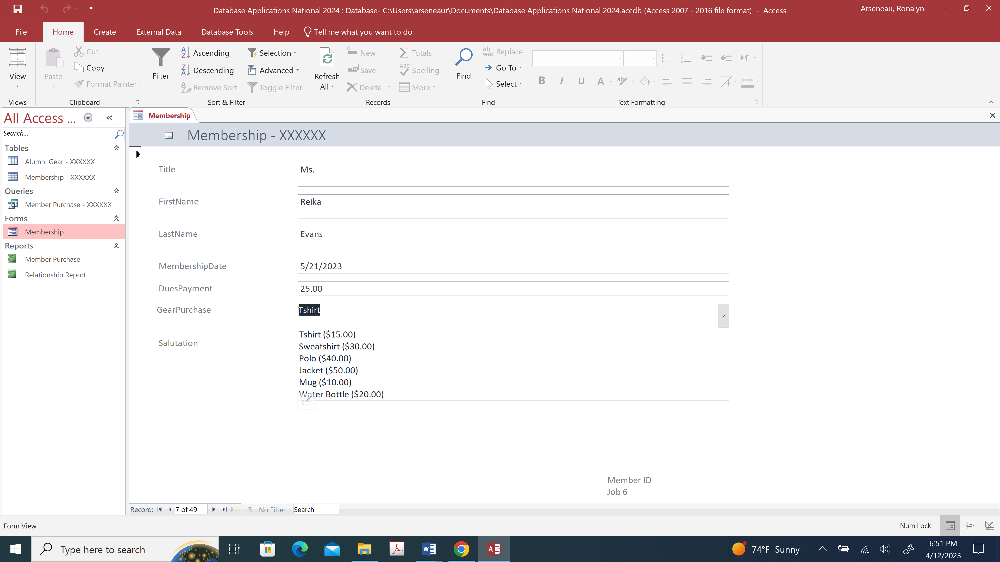 Database Applications National 2024 : Database- C:\Users\arseneaur\Documents\Database Applications National 2024.accdb (Access 2007 - 2016 file format) - Access
Arseneau, Ronalyn
File
Home
Create
External Data
Database Tools
Help
Tell me what you want to do
View
Paste
Cut
Copy
Format Painter
Filter
Ascending
Descending
Remove Sort
Selection
Advanced
Toggle Filter
Refresh
All
New
Save
Delete
Totals
Spelling
More
Find
Replace
Go To
Select
Views
Clipboard
Sort & Filter
Records
Find
Text Formatting
All Access ...
Search...
Tables
Alumni Gear - XXXXXX
Membership - XXXXXX
Queries
Member Purchase - XXXXXX
Forms
Membership
Reports
Member Purchase
Relationship Report
Membership
Membership - XXXXXX
Title
Ms.
FirstName
Reika
LastName
Evans
MembershipDate
5/21/2023
DuesPayment
25.00
GearPurchase
Tshirt
Salutation
Tshirt ($15.00)
Sweatshirt ($30.00)
Polo ($40.00)
Jacket ($50.00)
Mug ($10.00)
Water Bottle ($20.00)
Member ID
Job 6
Record:
7 of 49
No Filter
Search
Form View
Num Lock
Type here to search
74°F Sunny
6:51 PM
4/12/2023